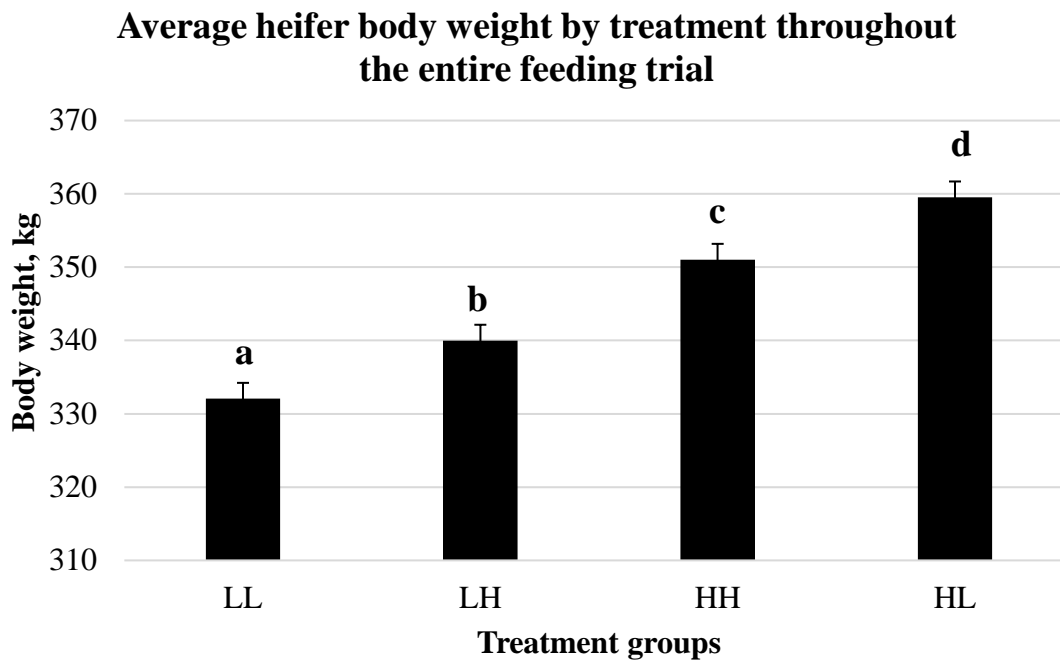 Average heifer body weight by treatment throughout
the entire feeding trial
Body weight, kg
370
360
350
340
330
320
310
a
b
c
d
LL LH HH HL
Treatment groups